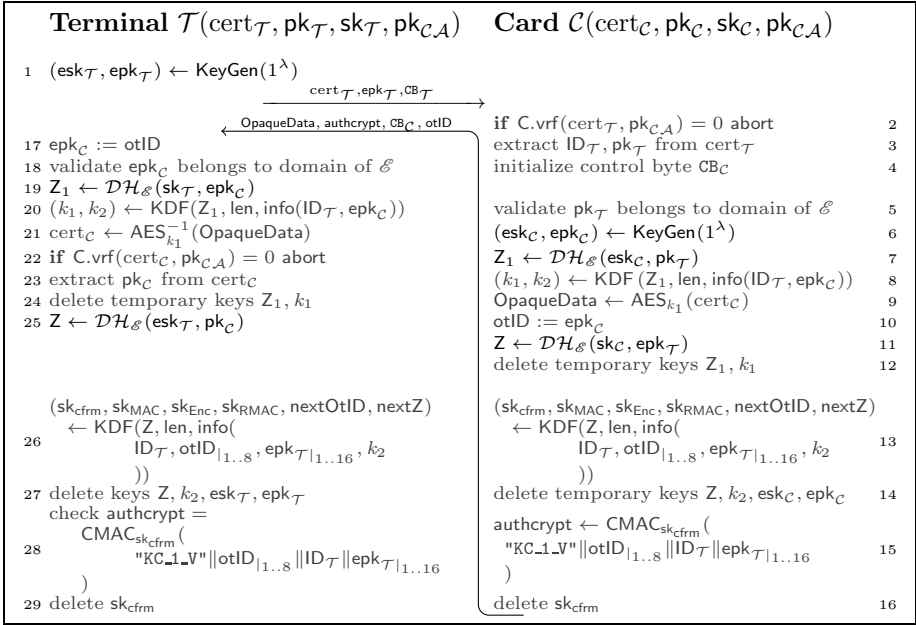 Terminal 𝒯(cert_𝒯, pk_𝒯, sk_𝒯, pk_𝒞𝒜)
1 (esk_𝒯, epk_𝒯) ← KeyGen(1^λ)
cert_𝒯, epk_𝒯, CB_𝒯
OpaqueData, authcrypt, CB_𝒞, otID
17 epk_𝒞 := otID
18 validate epk_𝒞 belongs to domain of ℰ
19 Z_1 ← 𝒟ℋ_ℰ(sk_𝒯, epk_𝒞)
20 (k_1, k_2) ← KDF(Z_1, len, info(ID_𝒯, epk_𝒞))
21 cert_𝒞 ← AES^{-1}_{k_1}(OpaqueData)
22 if C.vrf(cert_𝒞, pk_𝒞𝒜) = 0 abort
23 extract pk_𝒞 from cert_𝒞
24 delete temporary keys Z_1, k_1
25 Z ← 𝒟ℋ_ℰ(esk_𝒯, pk_𝒞)
(sk_cfrm, sk_MAC, sk_Enc, sk_RMAC, nextOtID, nextZ)
26 ← KDF(Z, len, info(
ID_𝒯, otID_{|1..8}, epk_{𝒯|1..16}, k_2
))
27 delete keys Z, k_2, esk_𝒯, epk_𝒯
check authcrypt =
28 CMAC_{sk_cfrm}(
"KC_1_V"‖otID_{|1..8}‖ID_𝒯‖epk_{𝒯|1..16}
)
29 delete sk_cfrm
Card 𝒞(cert_𝒞, pk_𝒞, sk_𝒞, pk_𝒞𝒜)
if C.vrf(cert_𝒯, pk_𝒞𝒜) = 0 abort 2
extract ID_𝒯, pk_𝒯 from cert_𝒯 3
initialize control byte CB_𝒞 4
validate pk_𝒯 belongs to domain of ℰ 5
(esk_𝒞, epk_𝒞) ← KeyGen(1^λ) 6
Z_1 ← 𝒟ℋ_ℰ(esk_𝒞, pk_𝒯) 7
(k_1, k_2) ← KDF(Z_1, len, info(ID_𝒯, epk_𝒞)) 8
OpaqueData ← AES_{k_1}(cert_𝒞) 9
otID := epk_𝒞 10
Z ← 𝒟ℋ_ℰ(sk_𝒞, epk_𝒯) 11
delete temporary keys Z_1, k_1 12
(sk_cfrm, sk_MAC, sk_Enc, sk_RMAC, nextOtID, nextZ)
← KDF(Z, len, info( 13
ID_𝒯, otID_{|1..8}, epk_{𝒯|1..16}, k_2
))
delete temporary keys Z, k_2, esk_𝒞, epk_𝒞 14
authcrypt ← CMAC_{sk_cfrm}(
"KC_1_V"‖otID_{|1..8}‖ID_𝒯‖epk_{𝒯|1..16} 15
)
delete sk_cfrm 16